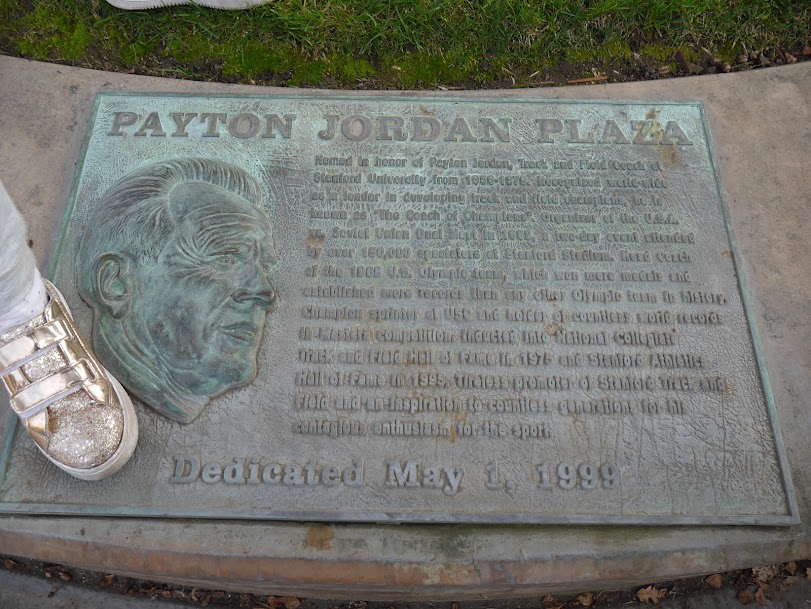 PAYTON JORDAN PLAZA
Named in honor of Payton Jordan, Track and Field Coach at
Stanford University from 1956-1979. Recognized world-wide
as a leader in developing track and field champions, he is
known as "The Coach of Champions". Organizer of the U.S.A.
vs. Soviet Union Dual Meet in 1962, a two-day event attended
by over 150,000 spectators at Stanford Stadium. Head Coach
of the 1968 U.S. Olympic team, which won more medals and
established more records than any other Olympic team in history.
Champion sprinter at USC and holder of countless world records
in Masters competition. Inducted into National Collegiate
Track and Field Hall of Fame in 1975 and Stanford Athletics
Hall of Fame in 1995. Tireless promoter of Stanford Track and
Field and an inspiration to countless generations for his
contagious enthusiasm for the sport.
Dedicated May 1, 1999